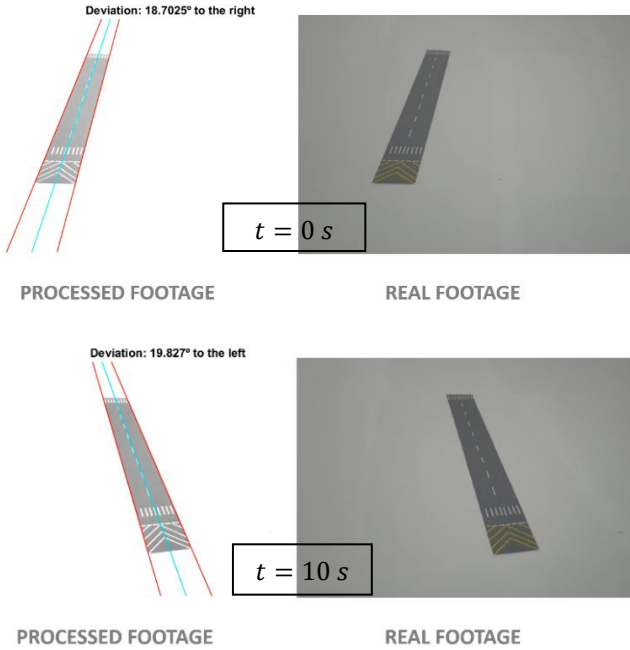 Deviation: 18.7025º to the right
t = 0 s
PROCESSED FOOTAGE
REAL FOOTAGE
Deviation: 19.827º to the left
t = 10 s
PROCESSED FOOTAGE
REAL FOOTAGE